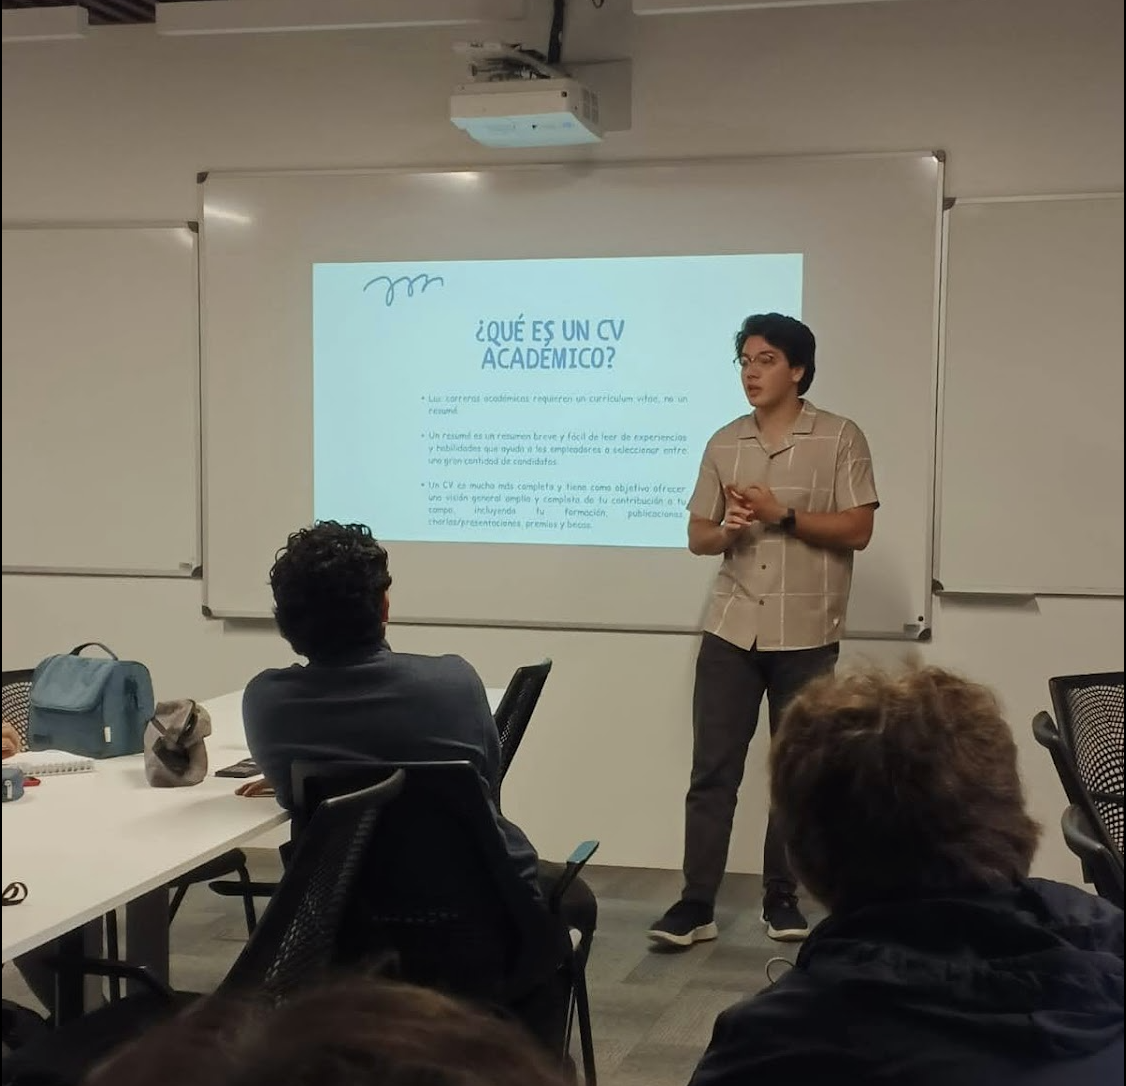 ¿QUÉ ES UN CV
ACADÉMICO?
• Las carreras académicas requieren un curriculum vitae, no un
resumé.
• Un resumé es un resumen breve y fácil de leer de experiencias
y habilidades que ayuda a los empleadores a seleccionar entre
una gran cantidad de candidatos.
• Un CV es mucho más completo y tiene como objetivo ofrecer
una visión general amplia y completa de tu contribución a tu
campo, incluyendo tu formación, publicaciones,
charlas/presentaciones, premios y becas.